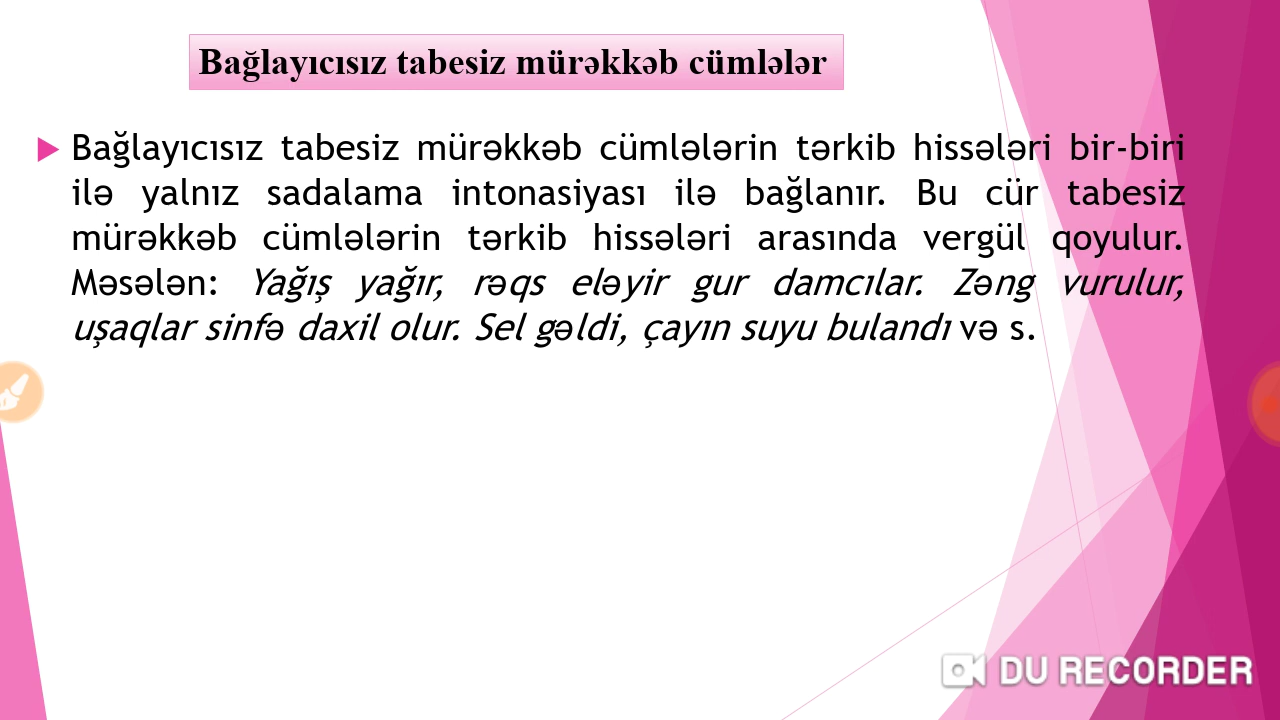 Bağlayıcısız tabesiz mürəkkəb cümlələr
Bağlayıcısız tabesiz mürəkkəb cümlələrin tərkib hissələri bir-biri
ilə yalnız sadalama intonasiyası ilə bağlanır. Bu cür tabesiz
mürəkkəb cümlələrin tərkib hissələri arasında vergül qoyulur.
Məsələn: Yağış yağır, rəqs eləyir gur damcılar. Zəng vurulur,
uşaqlar sinfə daxil olur. Sel gəldi, çayın suyu bulandı və s.
DU RECORDER